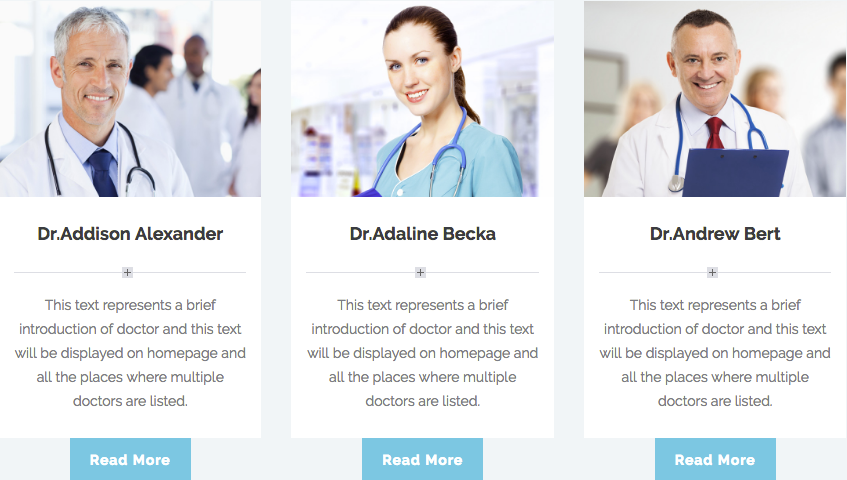 Dr.Addison Alexander
This text represents a brief
introduction of doctor and this text
will be displayed on homepage and
all the places where multiple
doctors are listed.
Read More
Dr.Adaline Becka
This text represents a brief
introduction of doctor and this text
will be displayed on homepage and
all the places where multiple
doctors are listed.
Read More
Dr.Andrew Bert
This text represents a brief
introduction of doctor and this text
will be displayed on homepage and
all the places where multiple
doctors are listed.
Read More